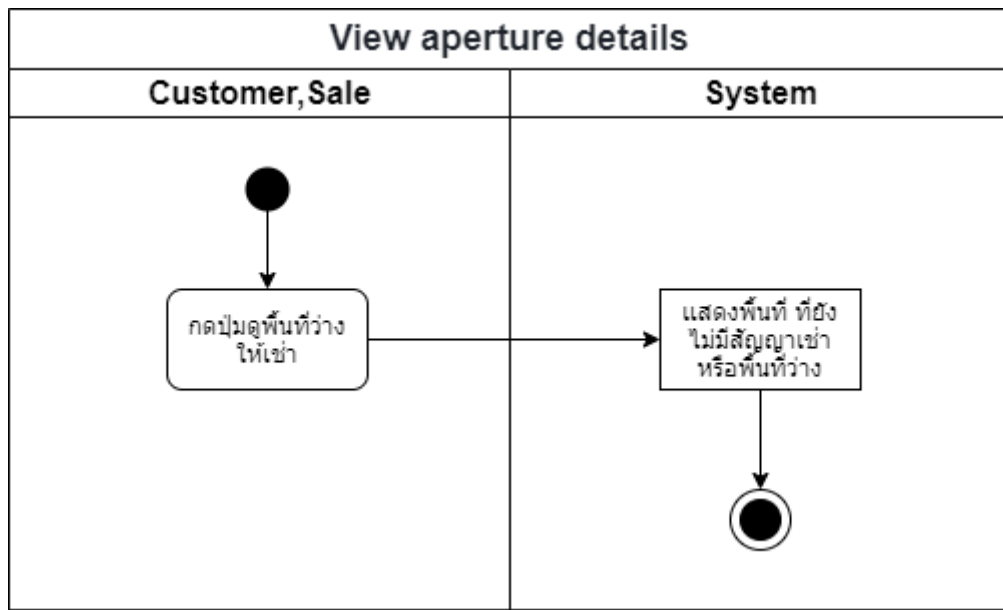 View aperture details
Customer,Sale
System
กดปุ่มดูพื้นที่ว่าง
ให้เช่า
แสดงพื้นที่ ที่ยัง
ไม่มีสัญญาเช่า
หรือพื้นที่ว่าง